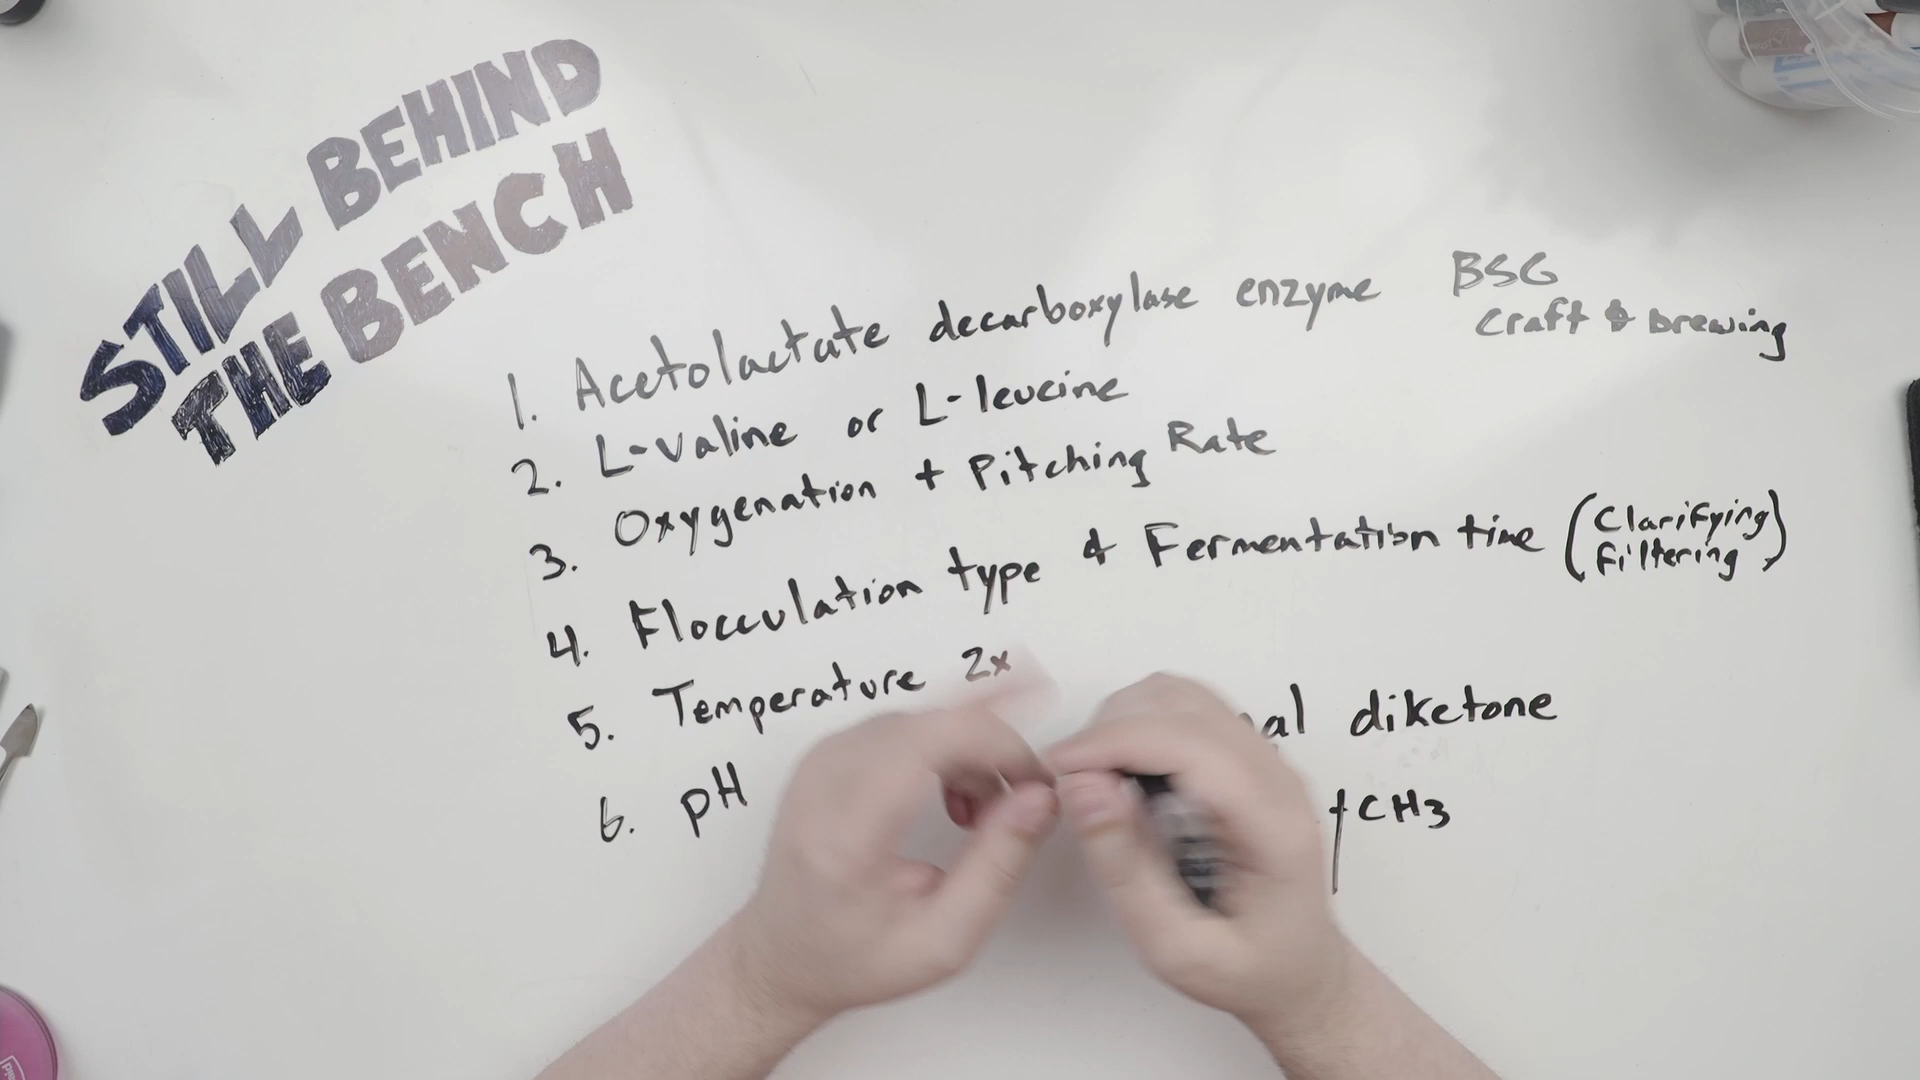 STILL BEHIND
THE BENCH
1. Acetolactate decarboxylase enzyme
BSG
Craft & brewing
2. L-valine or L-leucine
3. Oxygenation + Pitching Rate
4. Flocculation type & Fermentation time (Clarifying
Filtering)
5. Temperature 2x
diketone
6. pH
CH3